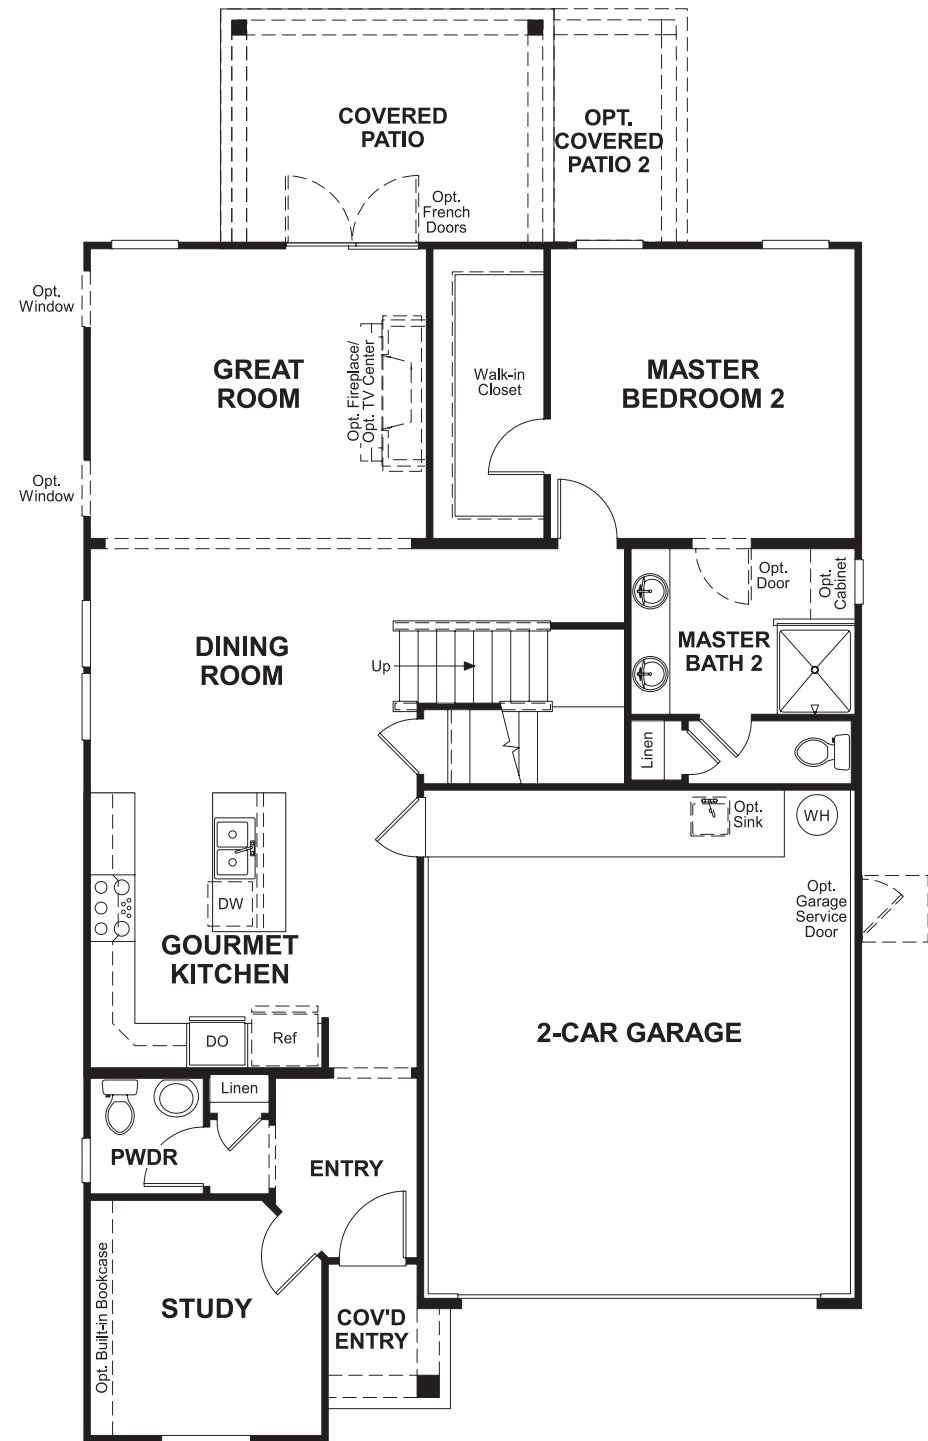 COVERED
PATIO
OPT.
COVERED
PATIO 2
Opt.
French
Doors
Opt.
Window
GREAT
ROOM
Opt. Fireplace/
Opt. TV Center
Walk-in
Closet
MASTER
BEDROOM 2
Opt.
Window
Opt.
Door
Opt.
Cabinet
DINING
ROOM
Up
MASTER
BATH 2
Linen
Opt.
Sink
WH
DW
Opt.
Garage
Service
Door
GOURMET
KITCHEN
DO
Ref
2-CAR GARAGE
Linen
PWDR
ENTRY
Opt. Built-in Bookcase
STUDY
COV'D
ENTRY